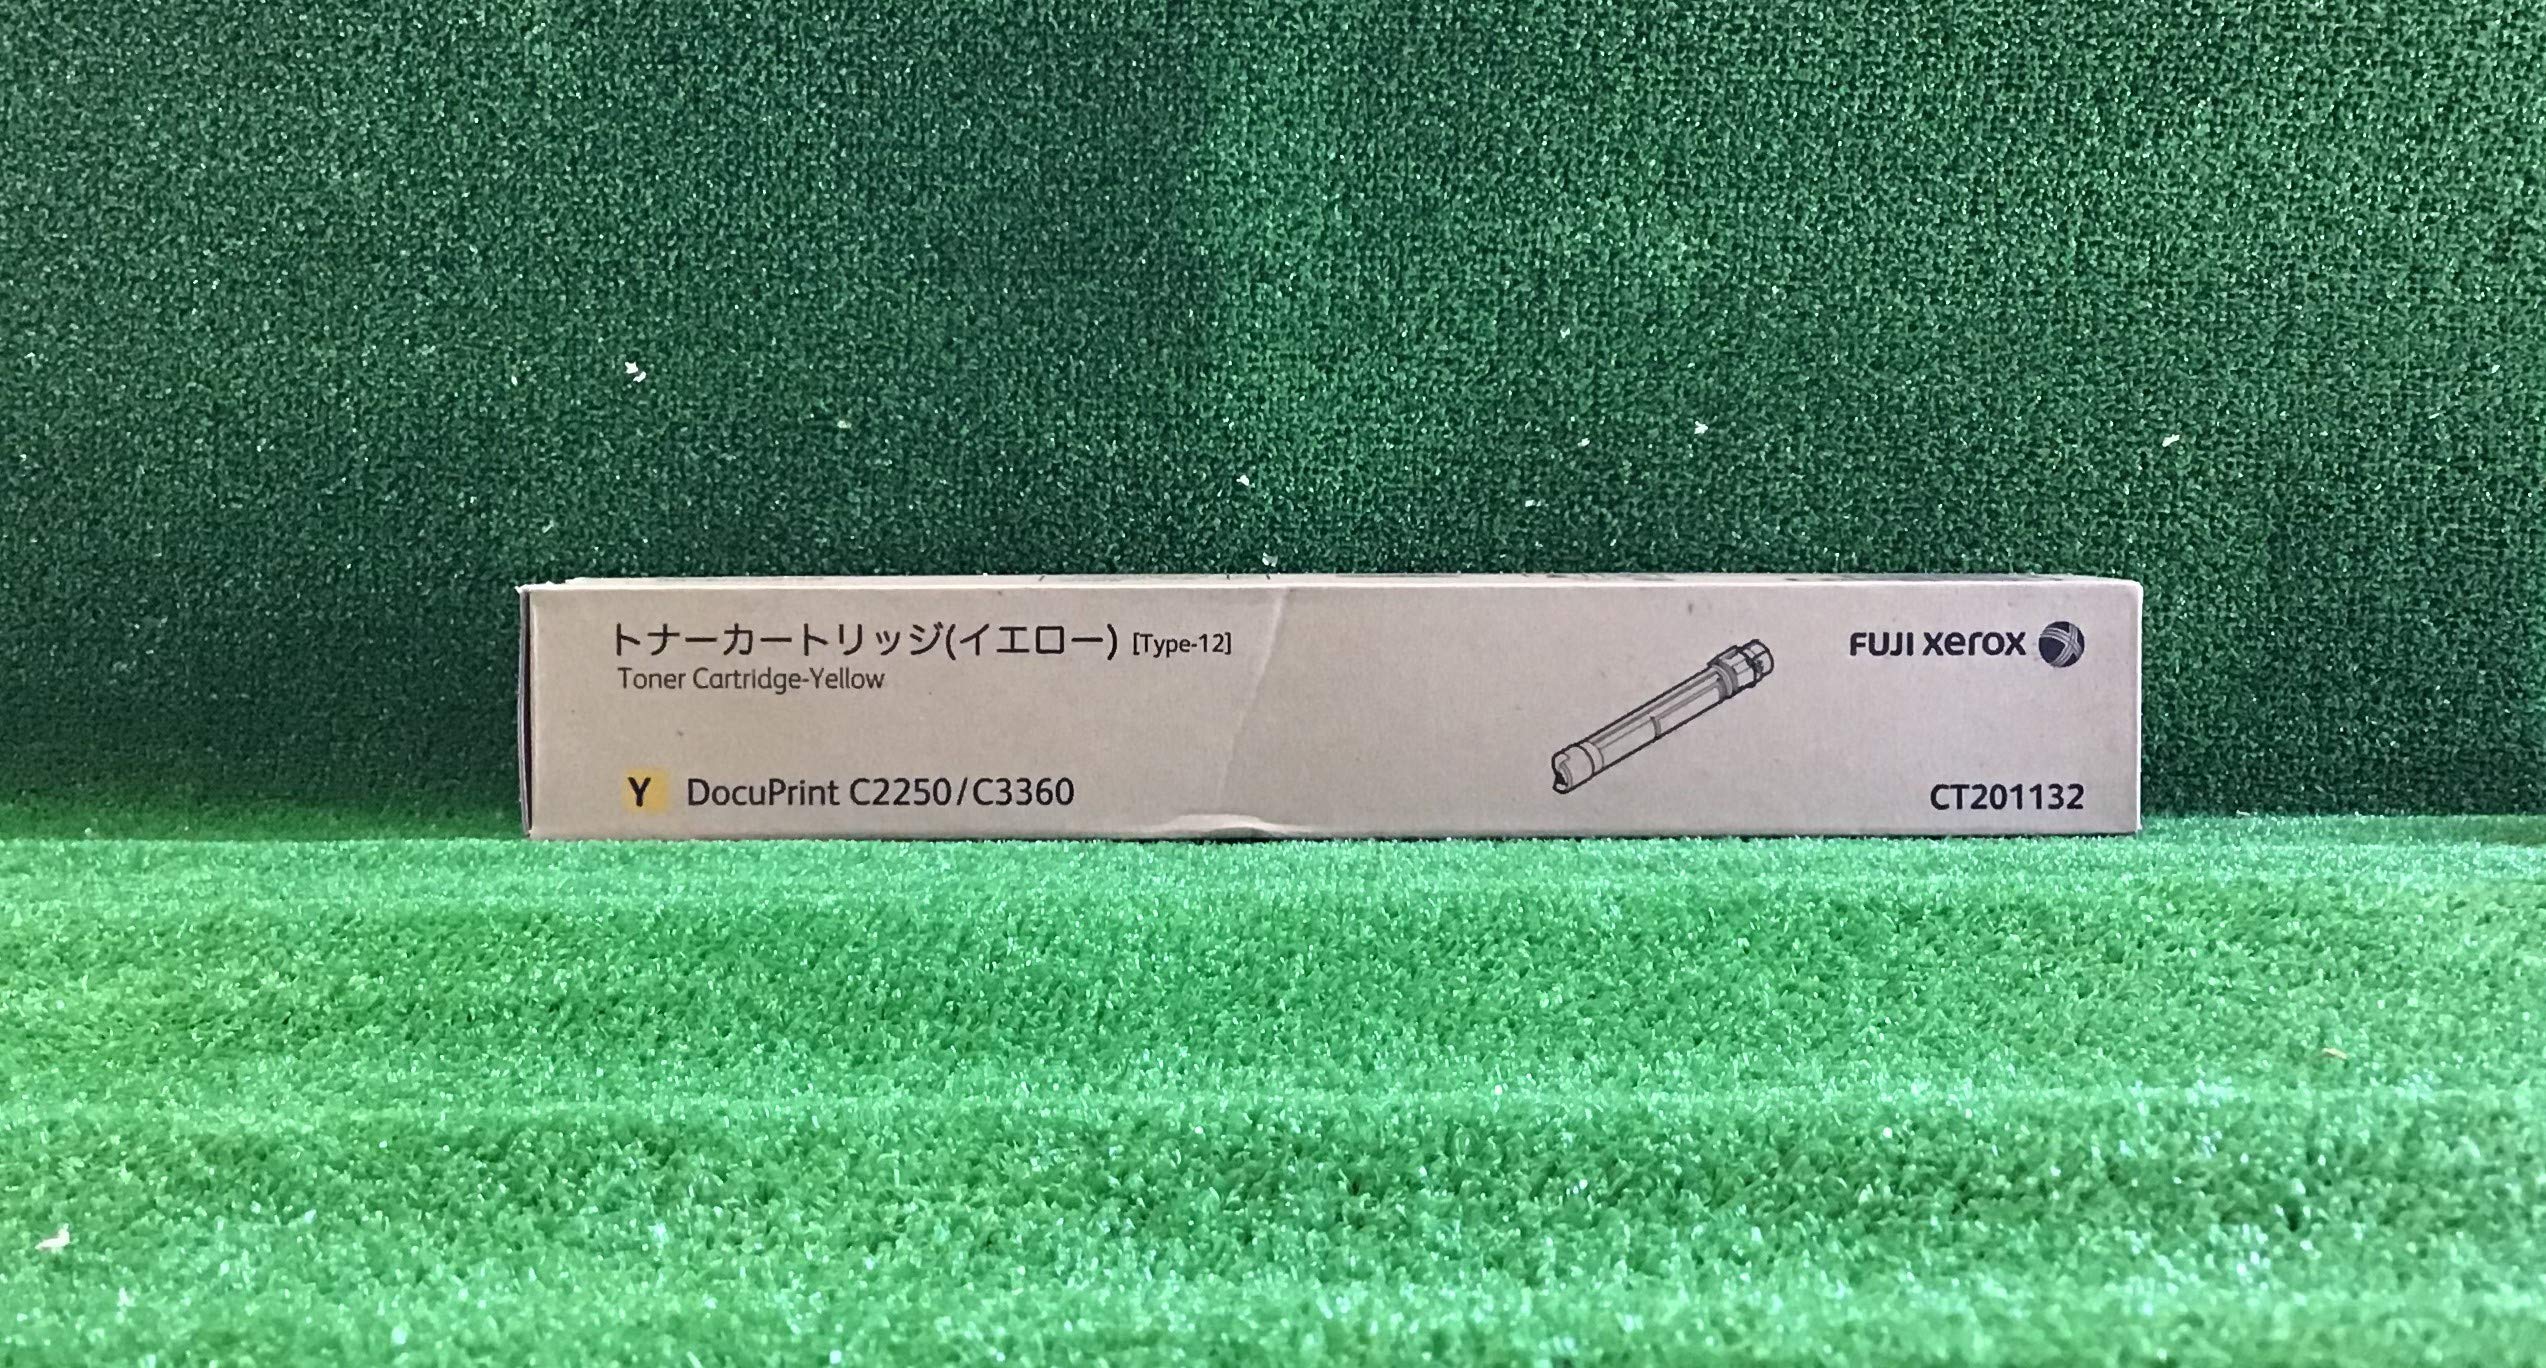 トナーカートリッジ(イエロー) [Type-12]
Toner Cartridge-Yellow
FUJI xerox
Y DocuPrint C2250/C3360
CT201132